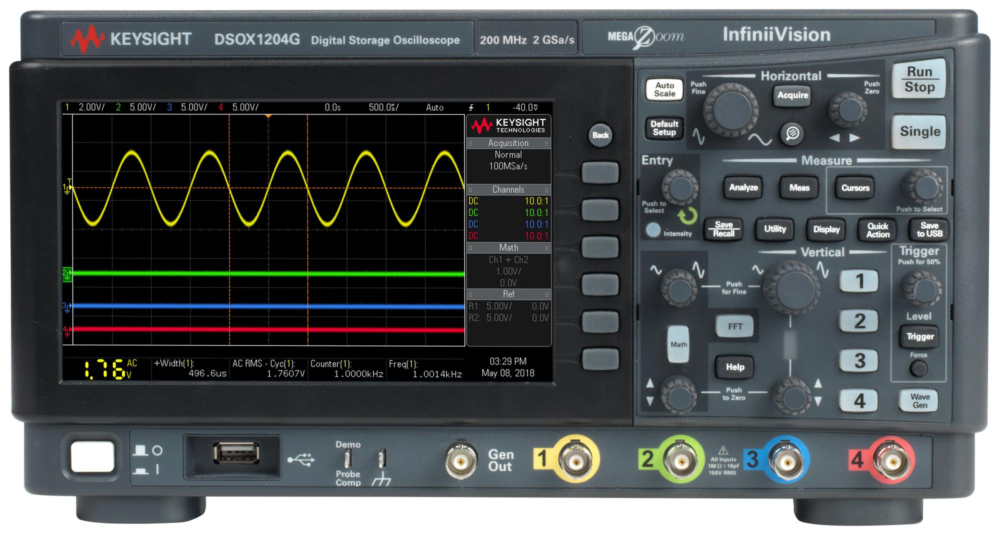 KEYSIGHT DSOX1204G Digital Storage Oscilloscope 200 MHz 2 GSa/s MEGA Zoom InfiniiVision
1 2.00V/ 2 5.00V/ 3 5.00V/ 4 5.00V/ 0.0s 500.0µs/ Auto 1 -40.0V
KEYSIGHT
TECHNOLOGIES
Acquisition
Normal
100MSa/s
Channels
DC 10.0:1
DC 10.0:1
DC 10.0:1
DC 10.0:1
Math
Ch1 + Ch2
1.00V/
0.0V
Ref
R1: 5.00V/ 0.0V
R2: 5.00V/ 0.0V
T
1
2
3
4
1.76 AC V
+Width(1):
496.6us
AC RMS - Cyc(1):
1.7607V
Counter(1):
1.0000kHz
Freq(1):
1.0014kHz
03:29 PM
May 08, 2018
Back
Auto
Scale
Default
Setup
Horizontal
Push
Fine
Acquire
Push
Zero
Run
Stop
Single
Entry
Push to
Select
Intensity
Measure
Analyze
Meas
Cursors
Push to Select
Save
Recall
Utility
Display
Quick
Action
Save
to USB
Vertical
Push
for Fine
1
2
3
4
FFT
Math
Help
Push
to Zero
Trigger
Push for 50%
Level
Trigger
Force
Wave
Gen
Demo
Probe
Comp
Gen
Out
1
2
All Inputs
1MΩ≈16pF
150V RMS
3
4